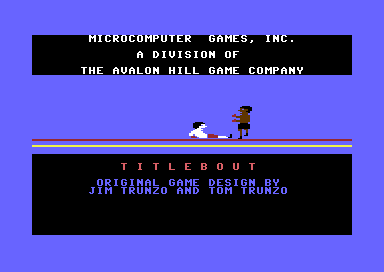 MICROCOMPUTER GAMES, INC.
A DIVISION OF
THE AVALON HILL GAME COMPANY
T I T L E B O U T
ORIGINAL GAME DESIGN BY
JIM TRUNZO AND TOM TRUNZO